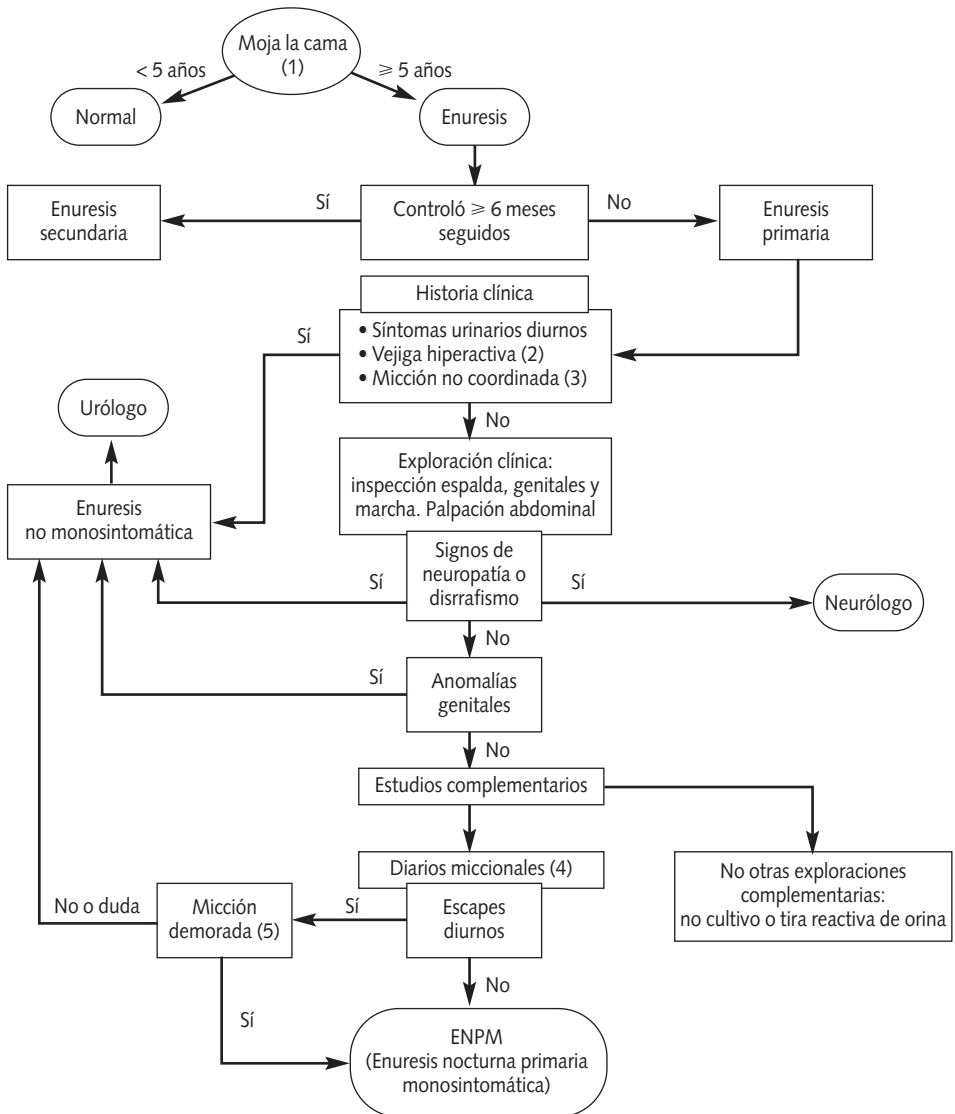 Moja la cama
(1)
< 5 años
⩾ 5 años
Normal
Enuresis
Enuresis
secundaria
Sí
Controló ⩾ 6 meses
seguidos
No
Enuresis
primaria
Historia clínica
Sí
• Síntomas urinarios diurnos
• Vejiga hiperactiva (2)
• Micción no coordinada (3)
Urólogo
No
Exploración clínica:
inspección espalda, genitales y
marcha. Palpación abdominal
Enuresis
no monosintomática
Sí
Signos de
neuropatía o
disrrafismo
Sí
Neurólogo
No
Sí
Anomalías
genitales
No
Estudios complementarios
Diarios miccionales (4)
No otras exploraciones
complementarias:
no cultivo o tira reactiva de orina
No o duda
Micción
demorada (5)
Sí
Escapes
diurnos
No
Sí
ENPM
(Enuresis nocturna primaria
monosintomática)